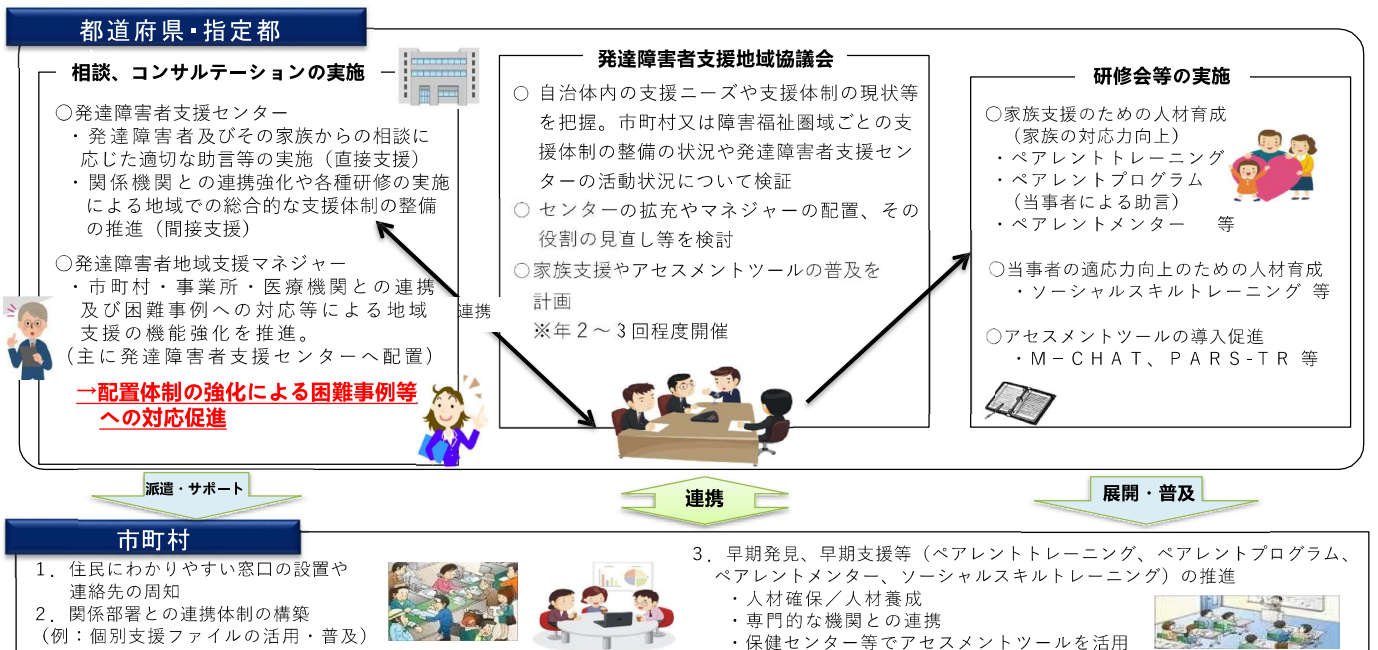 都道府県・指定都
相談、コンサルテーションの実施
○発達障害者支援センター
・発達障害者及びその家族からの相談に
応じた適切な助言等の実施（直接支援）
・関係機関との連携強化や各種研修の実施
による地域での総合的な支援体制の整備
の推進（間接支援）
○発達障害者地域支援マネジャー
・市町村・事業所・医療機関との連携
及び困難事例への対応等による地域
支援の機能強化を推進。
（主に発達障害者支援センターへ配置）
→配置体制の強化による困難事例等
への対応促進
連携
発達障害者支援地域協議会
○ 自治体内の支援ニーズや支援体制の現状等
を把握。市町村又は障害福祉圏域ごとの支
援体制の整備の状況や発達障害者支援セン
ターの活動状況について検証
○ センターの拡充やマネジャーの配置、その
役割の見直し等を検討
○家族支援やアセスメントツールの普及を
計画
※年２～３回程度開催
研修会等の実施
○家族支援のための人材育成
（家族の対応力向上）
・ペアレントトレーニング
・ペアレントプログラム
（当事者による助言）
・ペアレントメンター　等
○当事者の適応力向上のための人材育成
・ソーシャルスキルトレーニング 等
○アセスメントツールの導入促進
・Ｍ－ＣＨＡＴ、ＰＡＲＳ-ＴＲ 等
派遣・サポート
連携
展開・普及
市町村
１．住民にわかりやすい窓口の設置や
連絡先の周知
２．関係部署との連携体制の構築
（例：個別支援ファイルの活用・普及）
３．早期発見、早期支援等（ペアレントトレーニング、ペアレントプログラム、
ペアレントメンター、ソーシャルスキルトレーニング）の推進
・人材確保／人材養成
・専門的な機関との連携
・保健センター等でアセスメントツールを活用